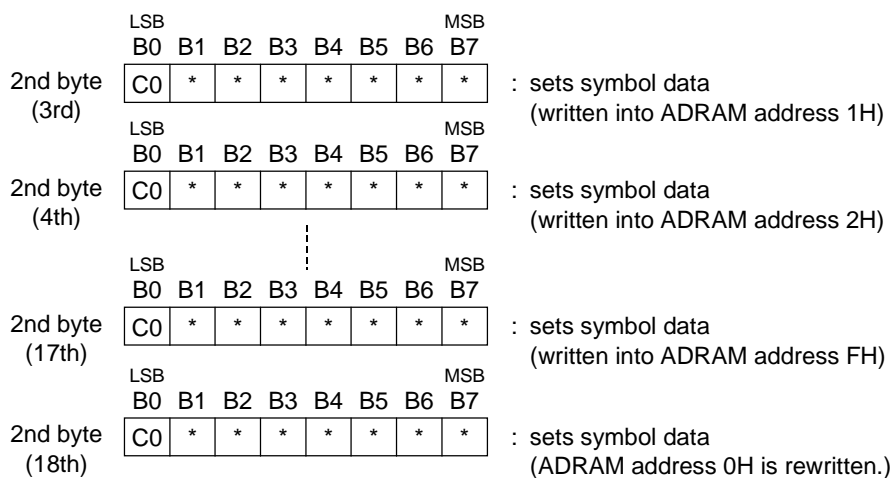 LSB MSB
B0 B1 B2 B3 B4 B5 B6 B7
2nd byte C0 * * * * * * * : sets symbol data
(3rd) (written into ADRAM address 1H)
LSB MSB
B0 B1 B2 B3 B4 B5 B6 B7
2nd byte C0 * * * * * * * : sets symbol data
(4th) (written into ADRAM address 2H)
LSB MSB
B0 B1 B2 B3 B4 B5 B6 B7
2nd byte C0 * * * * * * * : sets symbol data
(17th) (written into ADRAM address FH)
LSB MSB
B0 B1 B2 B3 B4 B5 B6 B7
2nd byte C0 * * * * * * * : sets symbol data
(18th) (ADRAM address 0H is rewritten.)